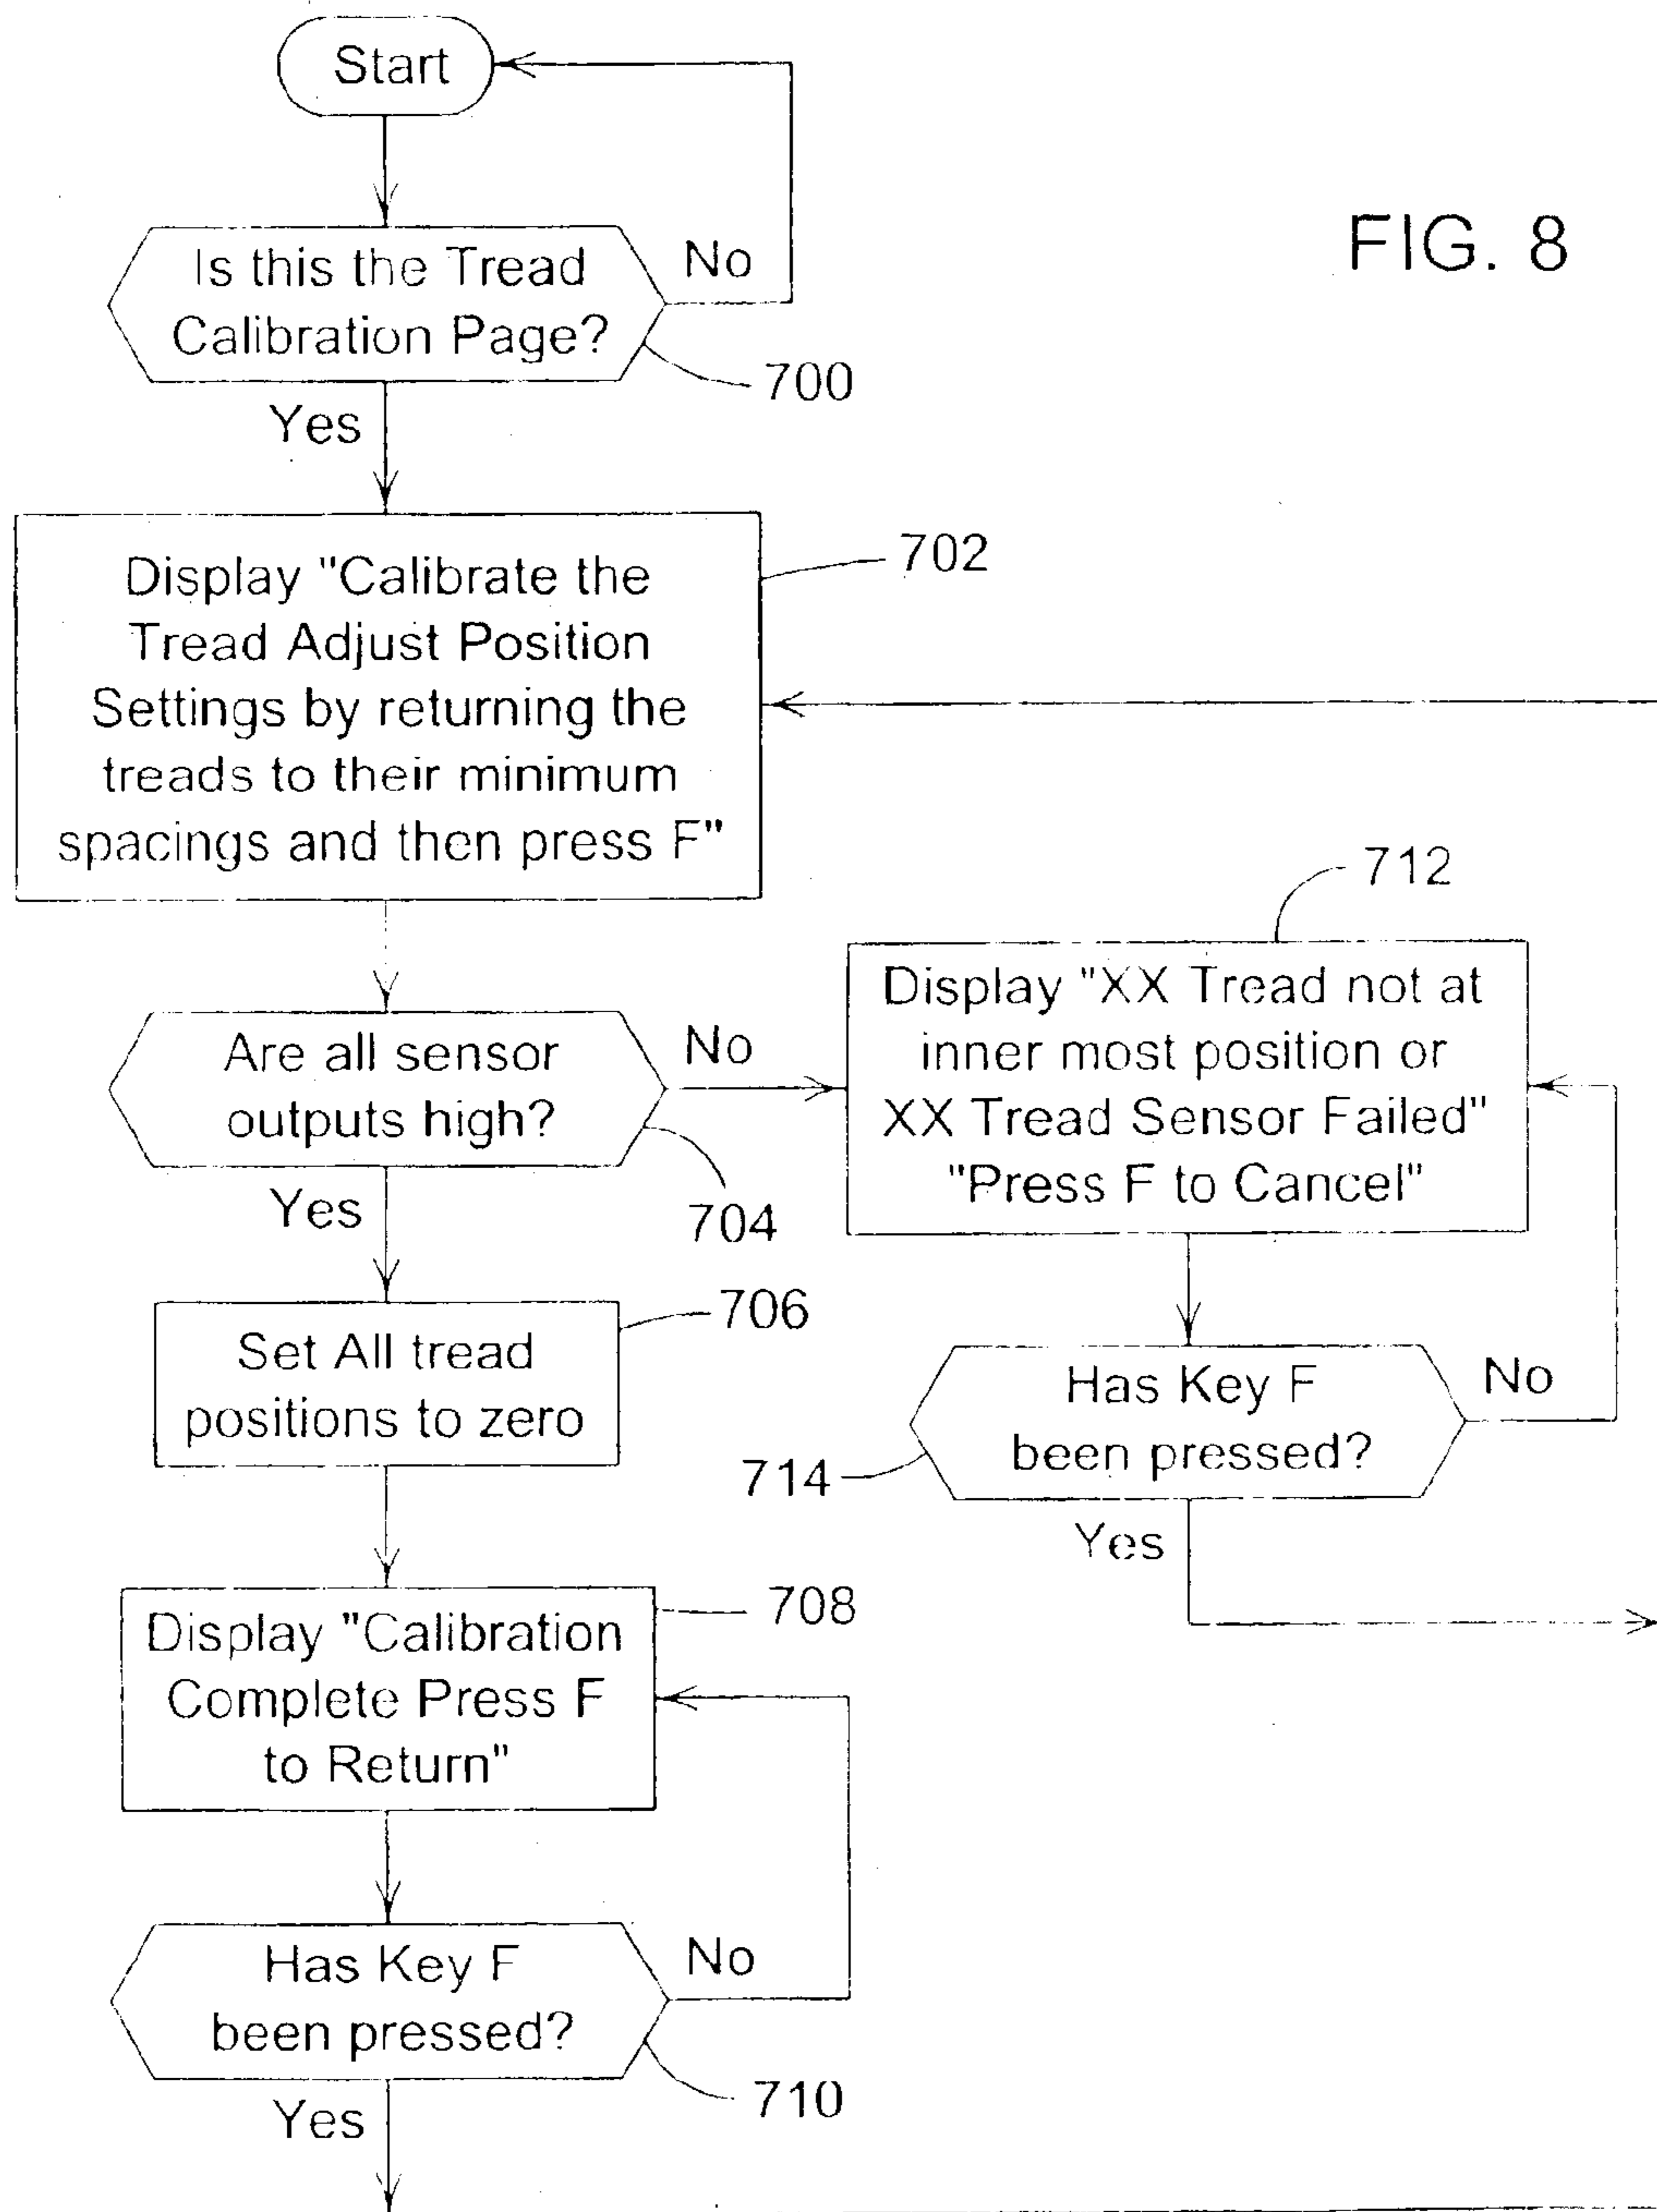 Start
FIG. 8
Is this the Tread
Calibration Page?
No
700
Yes
702
Display "Calibrate the
Tread Adjust Position
Settings by returning the
treads to their minimum
spacings and then press F"
712
Display "XX Tread not at
inner most position or
XX Tread Sensor Failed"
"Press F to Cancel"
Are all sensor
outputs high?
No
704
Yes
706
Set All tread
positions to zero
Has Key F
been pressed?
No
714
Yes
708
Display "Calibration
Complete Press F
to Return"
Has Key F
been pressed?
No
710
Yes